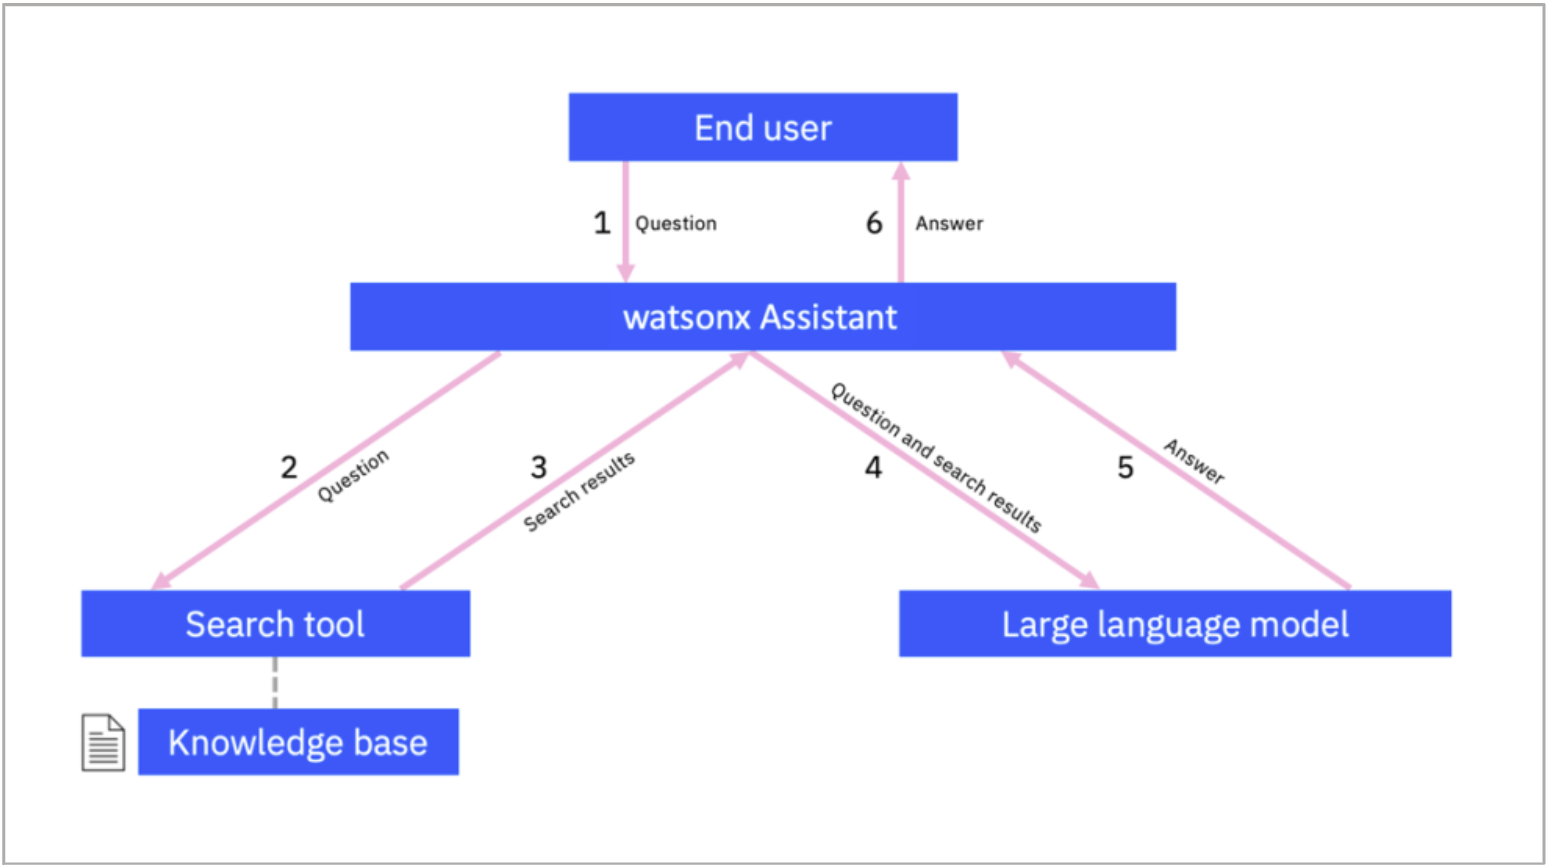 End user
1 Question
6 Answer
watsonx Assistant
2 Question
3 Search results
4 Question and search results
5 Answer
Search tool
Large language model
Knowledge base